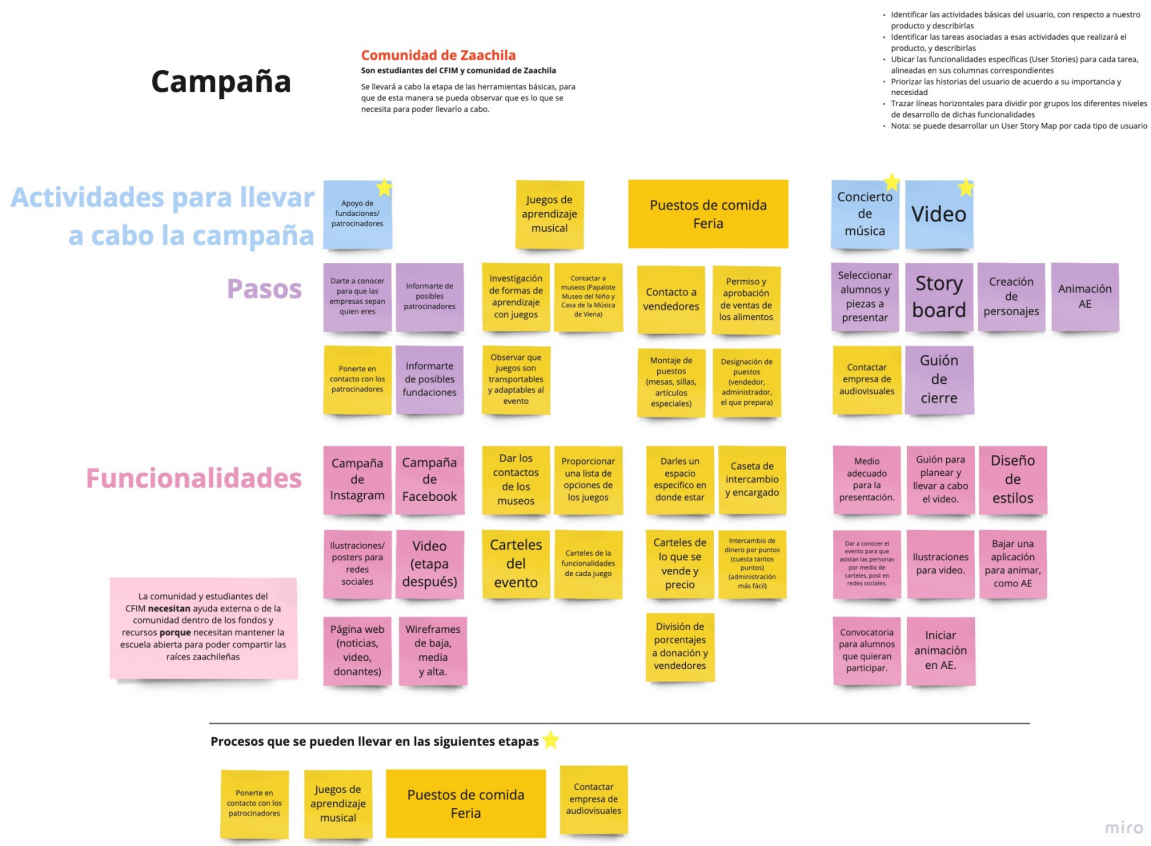 Campaña
Comunidad de Zaachila
Son estudiantes del CFIM y comunidad de Zaachila
Se llevará a cabo la etapa de las herramientas básicas, para
que de esta manera se pueda observar que es lo que se
necesita para poder llevarlo a cabo.
• Identificar las actividades básicas del usuario, con respecto a nuestro
producto y describirlas
• Identificar las tareas asociadas a esas actividades que realizará el
producto, y describirlas
• Ubicar las funcionalidades específicas (User Stories) para cada tarea,
alineadas en sus columnas correspondientes
• Priorizar las historias del usuario de acuerdo a su importancia y
necesidad
• Trazar líneas horizontales para dividir por grupos los diferentes niveles
de desarrollo de dichas funcionalidades
• Nota: se puede desarrollar un User Story Map por cada tipo de usuario
Actividades para llevar
a cabo la campaña
Apoyo de
fundaciones/
patrocinadores
Juegos de
aprendizaje
musical
Puestos de comida
Feria
Concierto
de
música
Video
Pasos
Darte a conocer
para que las
empresas sepan
quien eres
Informarte de
posibles
patrocinadores
Investigación
de formas de
aprendizaje
con juegos
Contactar a
museos (Papalote
Museo del Niño y
Casa de la Música
de Viena)
Contacto a
vendedores
Permiso y
aprobación
de ventas de
los alimentos
Seleccionar
alumnos y
piezas a
presentar
Story
board
Creación
de
personajes
Animación
AE
Ponerte en
contacto con los
patrocinadores
Informarte
de posibles
fundaciones
Observar que
juegos son
transportables
y adaptables al
evento
Montaje de
puestos
(mesas, sillas,
artículos
especiales)
Designación de
puestos
(vendedor,
administrador,
el que prepara)
Contactar
empresa de
audiovisuales
Guión
de
cierre
Funcionalidades
Campaña
de
Instagram
Campaña
de
Facebook
Dar los
contactos
de los
museos
Proporcionar
una lista de
opciones de
los juegos
Darles un
espacio
especifico en
donde estar
Caseta de
intercambio
y encargado
Medio
adecuado
para la
presentación.
Guión para
planear y
llevar a cabo
el video.
Diseño
de
estilos
Ilustraciones/
posters para
redes
sociales
Video
(etapa
después)
Carteles
del
evento
Carteles de la
funcionalidades
de cada juego
Carteles de
lo que se
vende y
precio
Intercambio de
dinero por puntos
(cuesta tantos
puntos)
(administración
más fácil)
Dar a conocer el
evento para que
asistan las personas
por medio de
carteles, post en
redes sociales.
Ilustraciones
para video.
Bajar una
aplicación
para animar,
como AE
La comunidad y estudiantes del
CFIM necesitan ayuda externa o de la
comunidad dentro de los fondos y
recursos porque necesitan mantener la
escuela abierta para poder compartir las
raíces zaachileñas
Página web
(noticias,
video,
donantes)
Wireframes
de baja,
media
y alta.
División de
porcentajes
a donación y
vendedores
Convocatoria
para alumnos
que quieran
participar.
Iniciar
animación
en AE.
Procesos que se pueden llevar en las siguientes etapas
Ponerte en
contacto con los
patrocinadores
Juegos de
aprendizaje
musical
Puestos de comida
Feria
Contactar
empresa de
audiovisuales
miro